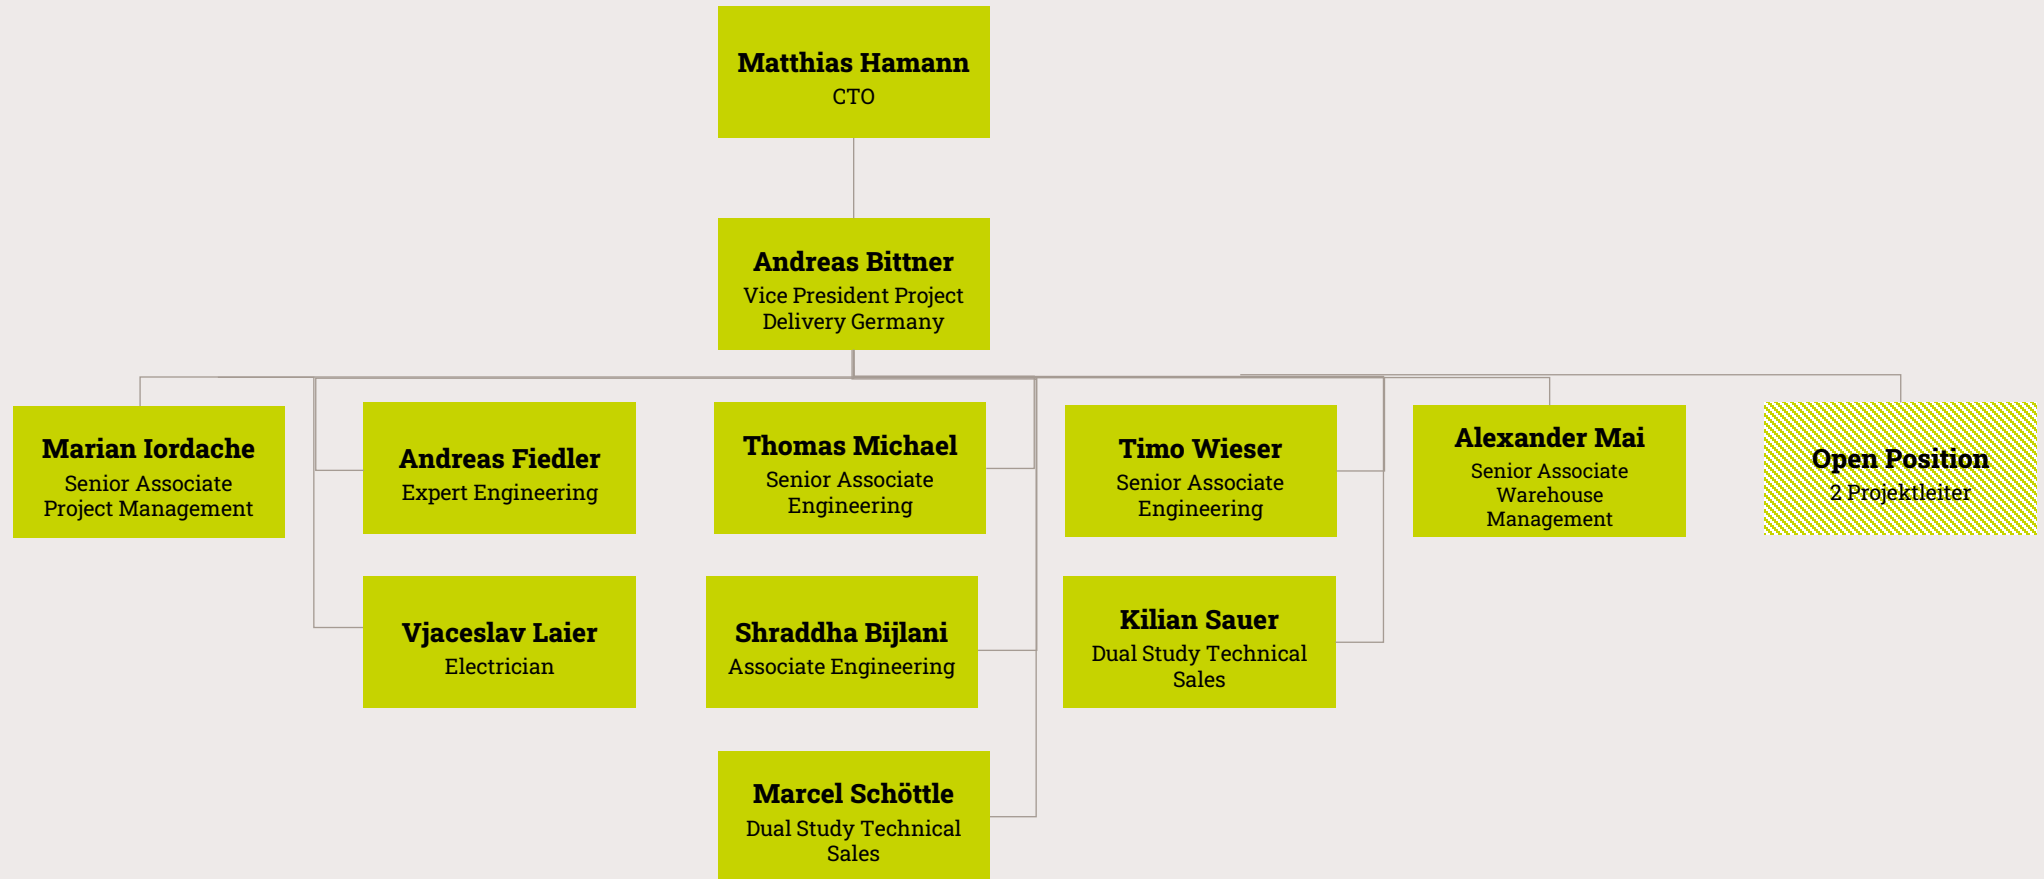 Matthias Hamann
CTO
Andreas Bittner
Vice President Project
Delivery Germany
Marian Iordache
Senior Associate
Project Management
Andreas Fiedler
Expert Engineering
Thomas Michael
Senior Associate
Engineering
Timo Wieser
Senior Associate
Engineering
Alexander Mai
Senior Associate
Warehouse
Management
Open Position
2 Projektleiter
Vjaceslav Laier
Electrician
Shraddha Bijlani
Associate Engineering
Kilian Sauer
Dual Study Technical
Sales
Marcel Schöttle
Dual Study Technical
Sales